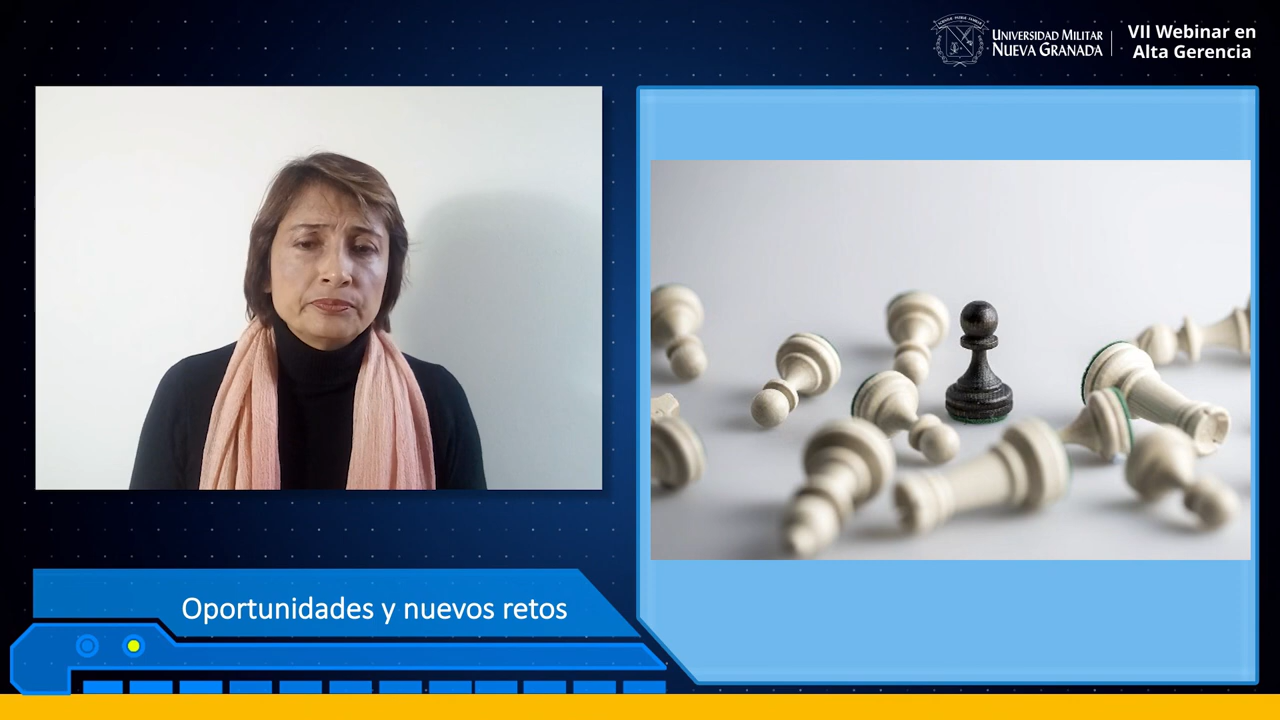 UNIVERSIDAD MILITAR
NUEVA GRANADA
VII Webinar en
Alta Gerencia
Oportunidades y nuevos retos